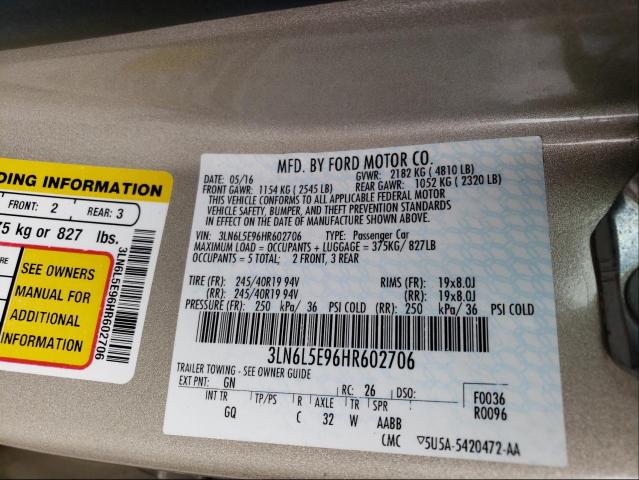 DING INFORMATION
FRONT: 2 REAR: 3
75 kg or 827 lbs.
SEE OWNERS
MANUAL FOR
ADDITIONAL
INFORMATION
3LN6L5E96HR602706
MFD. BY FORD MOTOR CO.
DATE: 05/16 GVWR: 2182 KG ( 4810 LB)
FRONT GAWR: 1154 KG ( 2545 LB) REAR GAWR: 1052 KG ( 2320 LB)
THIS VEHICLE CONFORMS TO ALL APPLICABLE FEDERAL MOTOR
VEHICLE SAFETY, BUMPER, AND THEFT PREVENTION STANDARDS
IN EFFECT ON THE DATE OF MANUFACTURE SHOWN ABOVE.
VIN: 3LN6L5E96HR602706 TYPE: Passenger Car
MAXIMUM LOAD = OCCUPANTS + LUGGAGE = 375KG/ 827LB
OCCUPANTS = 5 TOTAL: 2 FRONT, 3 REAR
TIRE (FR): 245/40R19 94V RIMS (FR): 19x8.0J
(RR): 245/40R19 94V (RR): 19x8.0J
PRESSURE (FR): 250 kPa/ 36 PSI COLD (RR): 250 kPa/ 36 PSI COLD
3LN6L5E96HR602706
TRAILER TOWING - SEE OWNER GUIDE
EXT PNT: GN RC: 26 DSO: F0036
R0096
INT TR TP/PS R AXLE TR SPR
GQ C 32 W AABB
CMC ▽5U5A-5420472-AA